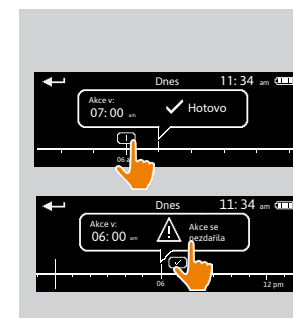 Dnes 11:34 am
Akce v:
07:00 am
Hotovo
06
Dnes 11:34 am
Akce v:
06:00 am
Akce se
nezdařila
06 12 pm